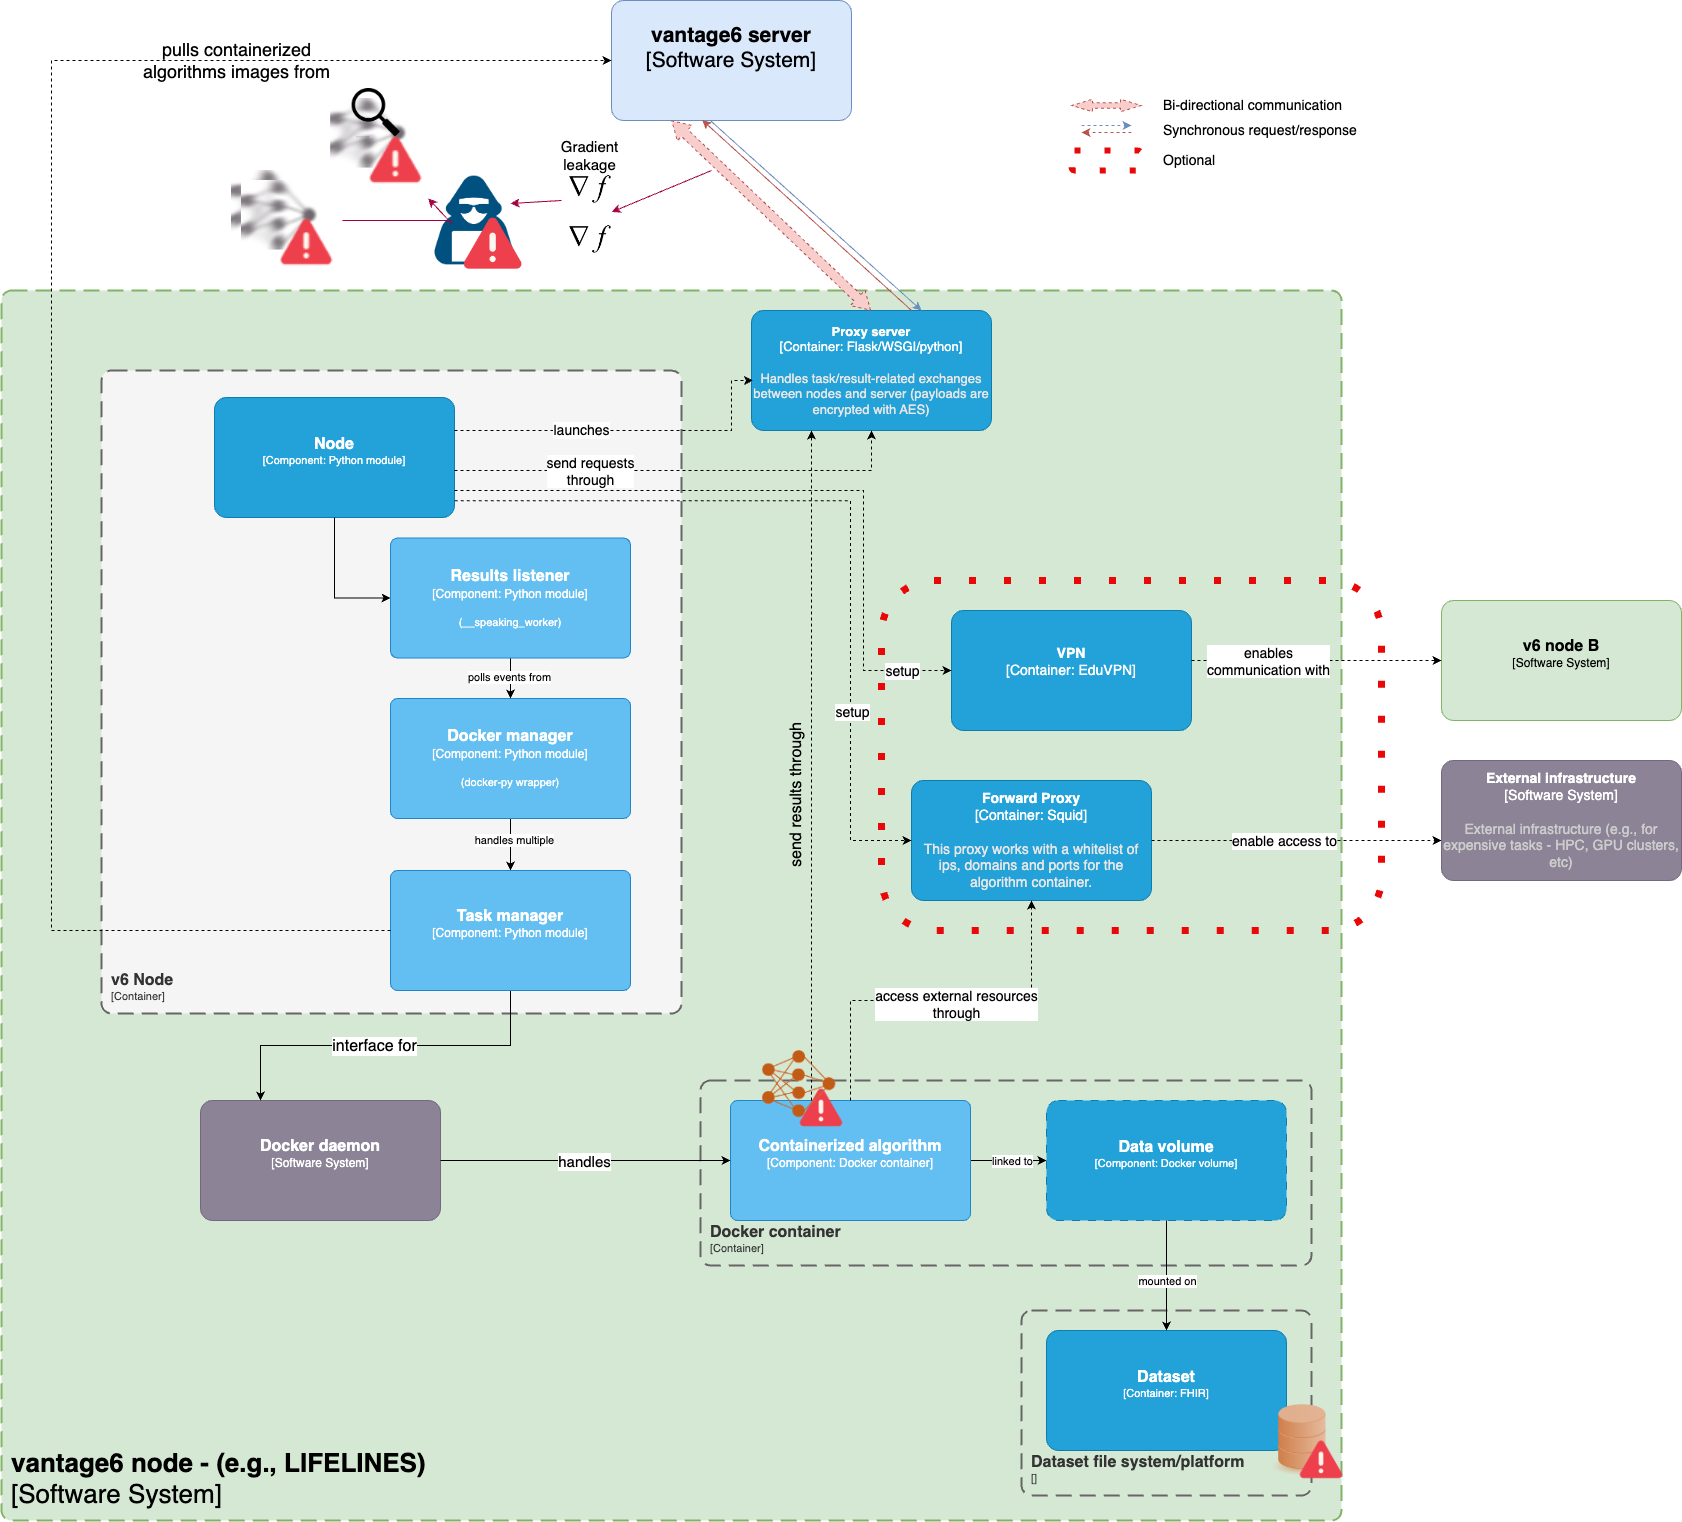 vantage6 server
[Software System]
pulls containerized
algorithms images from
Bi-directional communication
Synchronous request/response
Optional
Gradient
leakage
∇ f
∇ f
Proxy server
[Container: Flask/WSGI/python]
Handles task/result-related exchanges
between nodes and server (payloads are
encrypted with AES)
Node
[Component: Python module]
launches
send requests
through
Results listener
[Component: Python module]
(__speaking_worker)
polls events from
Docker manager
[Component: Python module]
(docker-py wrapper)
handles multiple
Task manager
[Component: Python module]
v6 Node
[Container]
setup
setup
VPN
[Container: EduVPN]
enables
communication with
v6 node B
[Software System]
Forward Proxy
[Container: Squid]
This proxy works with a whitelist of
ips, domains and ports for the
algorithm container.
enable access to
External infrastructure
[Software System]
External infrastructure (e.g., for
expensive tasks - HPC, GPU clusters,
etc)
send results through
access external resources
through
interface for
Docker daemon
[Software System]
handles
Containerized algorithm
[Component: Docker container]
linked to
Data volume
[Component: Docker volume]
Docker container
[Container]
mounted on
Dataset
[Container: FHIR]
Dataset file system/platform
[]
vantage6 node - (e.g., LIFELINES)
[Software System]